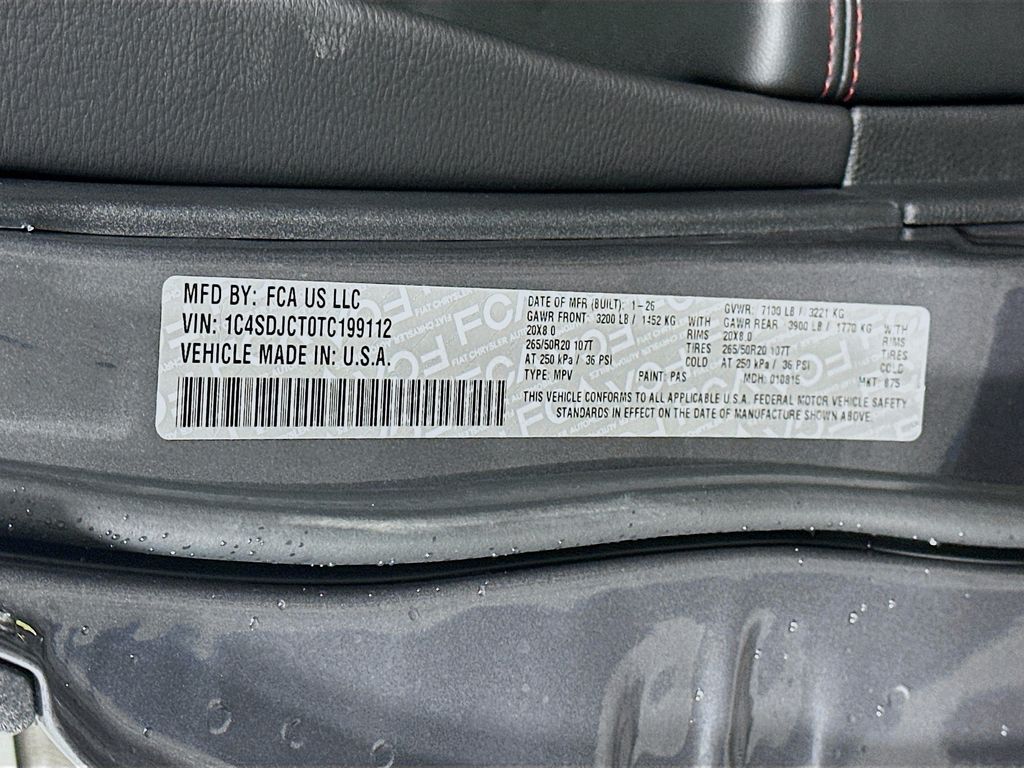 MFD BY: FCA US LLC
VIN: 1C4SDJCT0TC199112
VEHICLE MADE IN: U.S.A.
DATE OF MFR (BUILT): 1-26 GVWR: 7100 LB / 3221 KG
GAWR FRONT: 3200 LB / 1452 KG WITH GAWR REAR: 3900 LB / 1770 KG WITH
20X8.0 RIMS 20X8.0 RIMS
265/50R20 107T TIRES 265/50R20 107T TIRES
AT 250 kPa / 36 PSI COLD AT 250 kPa / 36 PSI COLD
TYPE: MPV PAINT: PAS MDH: 010815 MKT: 875
THIS VEHICLE CONFORMS TO ALL APPLICABLE U.S.A. FEDERAL MOTOR VEHICLE SAFETY
STANDARDS IN EFFECT ON THE DATE OF MANUFACTURE SHOWN ABOVE.